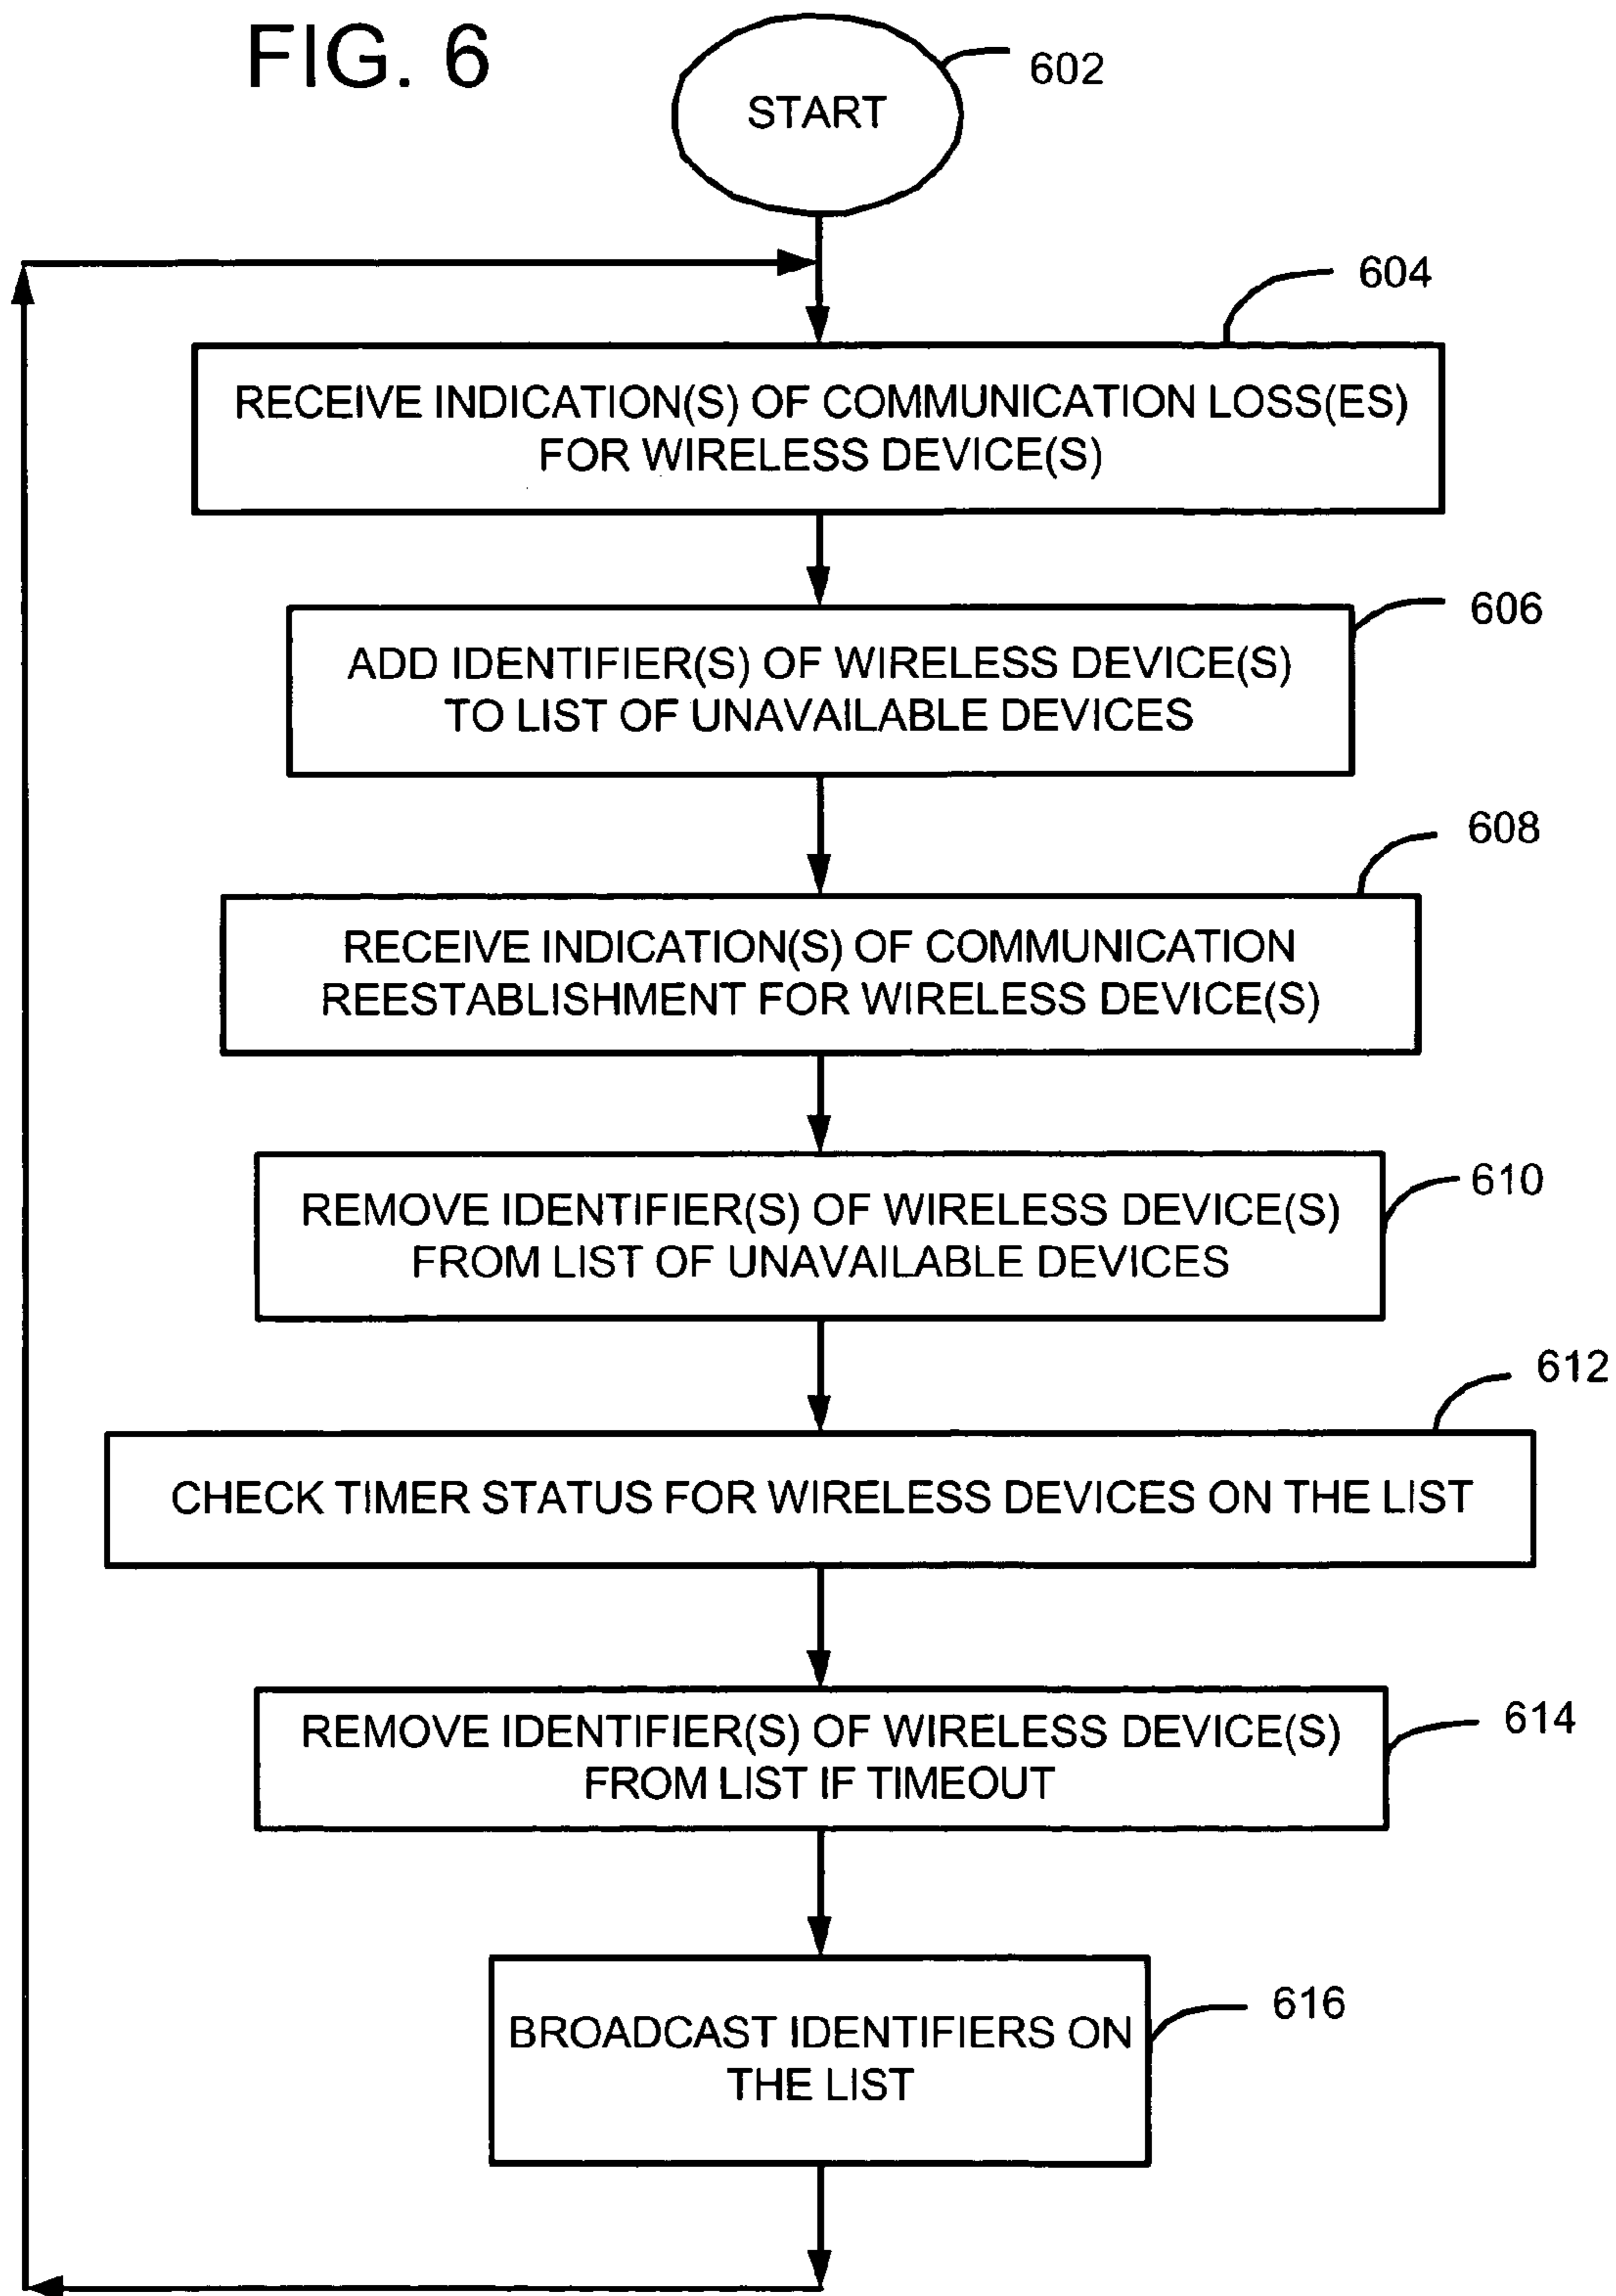 FIG. 6
START
602
604
RECEIVE INDICATION(S) OF COMMUNICATION LOSS(ES)
FOR WIRELESS DEVICE(S)
606
ADD IDENTIFIER(S) OF WIRELESS DEVICE(S)
TO LIST OF UNAVAILABLE DEVICES
608
RECEIVE INDICATION(S) OF COMMUNICATION
REESTABLISHMENT FOR WIRELESS DEVICE(S)
610
REMOVE IDENTIFIER(S) OF WIRELESS DEVICE(S)
FROM LIST OF UNAVAILABLE DEVICES
612
CHECK TIMER STATUS FOR WIRELESS DEVICES ON THE LIST
614
REMOVE IDENTIFIER(S) OF WIRELESS DEVICE(S)
FROM LIST IF TIMEOUT
616
BROADCAST IDENTIFIERS ON
THE LIST